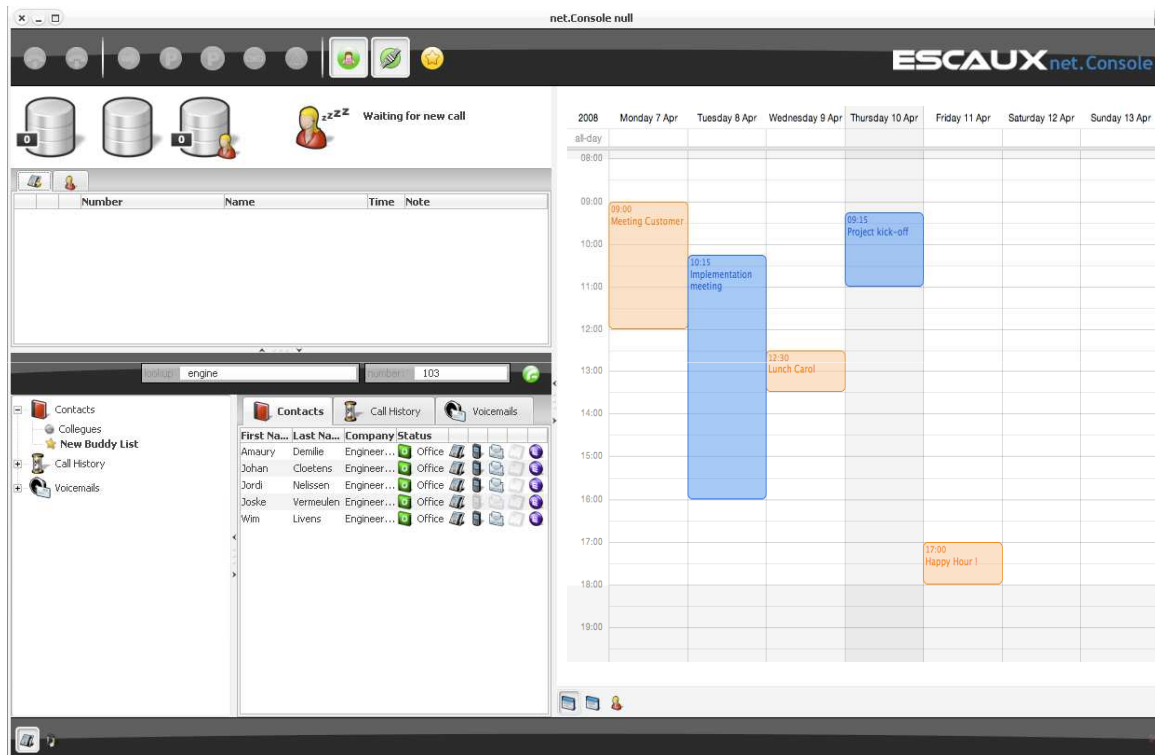 net.Console null
ESCAUX net.Console
0
0
zzZZ
Waiting for new call
Number Name Time Note
lookup: engine number: 103
Contacts
Collegues
New Buddy List
Call History
Voicemails
Contacts Call History Voicemails
First Na... Last Na... Company Status
Amaury Demilie Engineer... Office
Johan Cloetens Engineer... Office
Jordi Nelissen Engineer... Office
Joske Vermeulen Engineer... Office
Wim Livens Engineer... Office
2008 Monday 7 Apr Tuesday 8 Apr Wednesday 9 Apr Thursday 10 Apr Friday 11 Apr Saturday 12 Apr Sunday 13 Apr
all-day
08:00
09:00
09:00
Meeting Customer
09:15
Project kick-off
10:00
10:15
Implementation
meeting
11:00
12:00
12:30
Lunch Carol
13:00
14:00
15:00
16:00
17:00
17:00
Happy Hour !
18:00
19:00